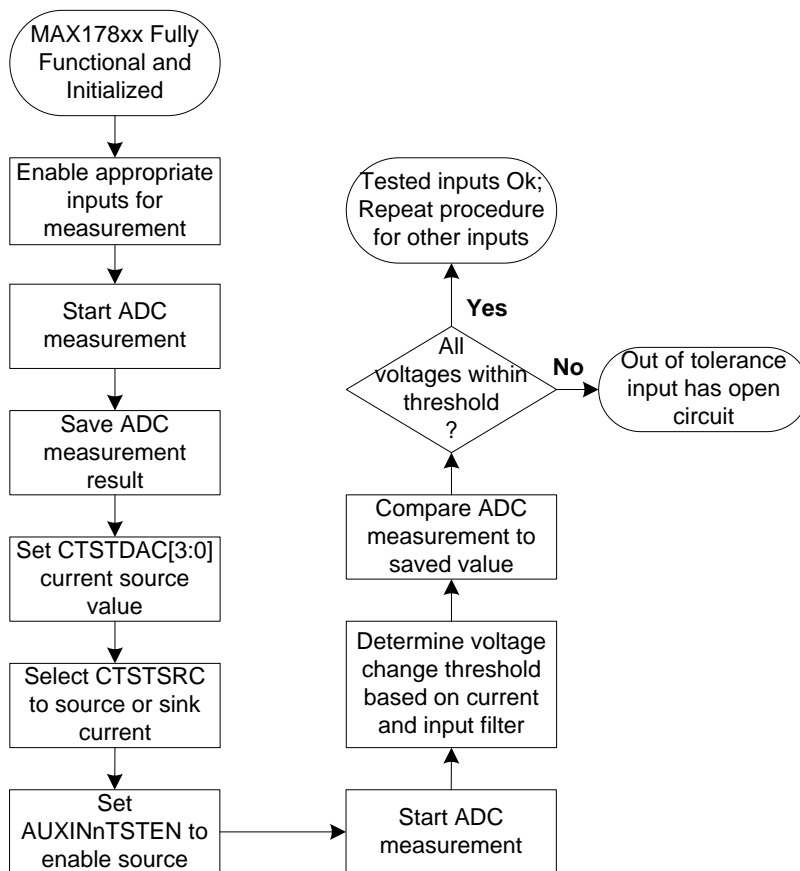 MAX178xx Fully
Functional and
Initialized
Enable appropriate
inputs for
measurement
Start ADC
measurement
Save ADC
measurement
result
Set CTSTDAC[3:0]
current source
value
Select CTSTSRC
to source or sink
current
Set
AUXINnTSTEN to
enable source
Start ADC
measurement
Determine voltage
change threshold
based on current
and input filter
Compare ADC
measurement to
saved value
All
voltages within
threshold
?
Yes
Tested inputs Ok;
Repeat procedure
for other inputs
No
Out of tolerance
input has open
circuit